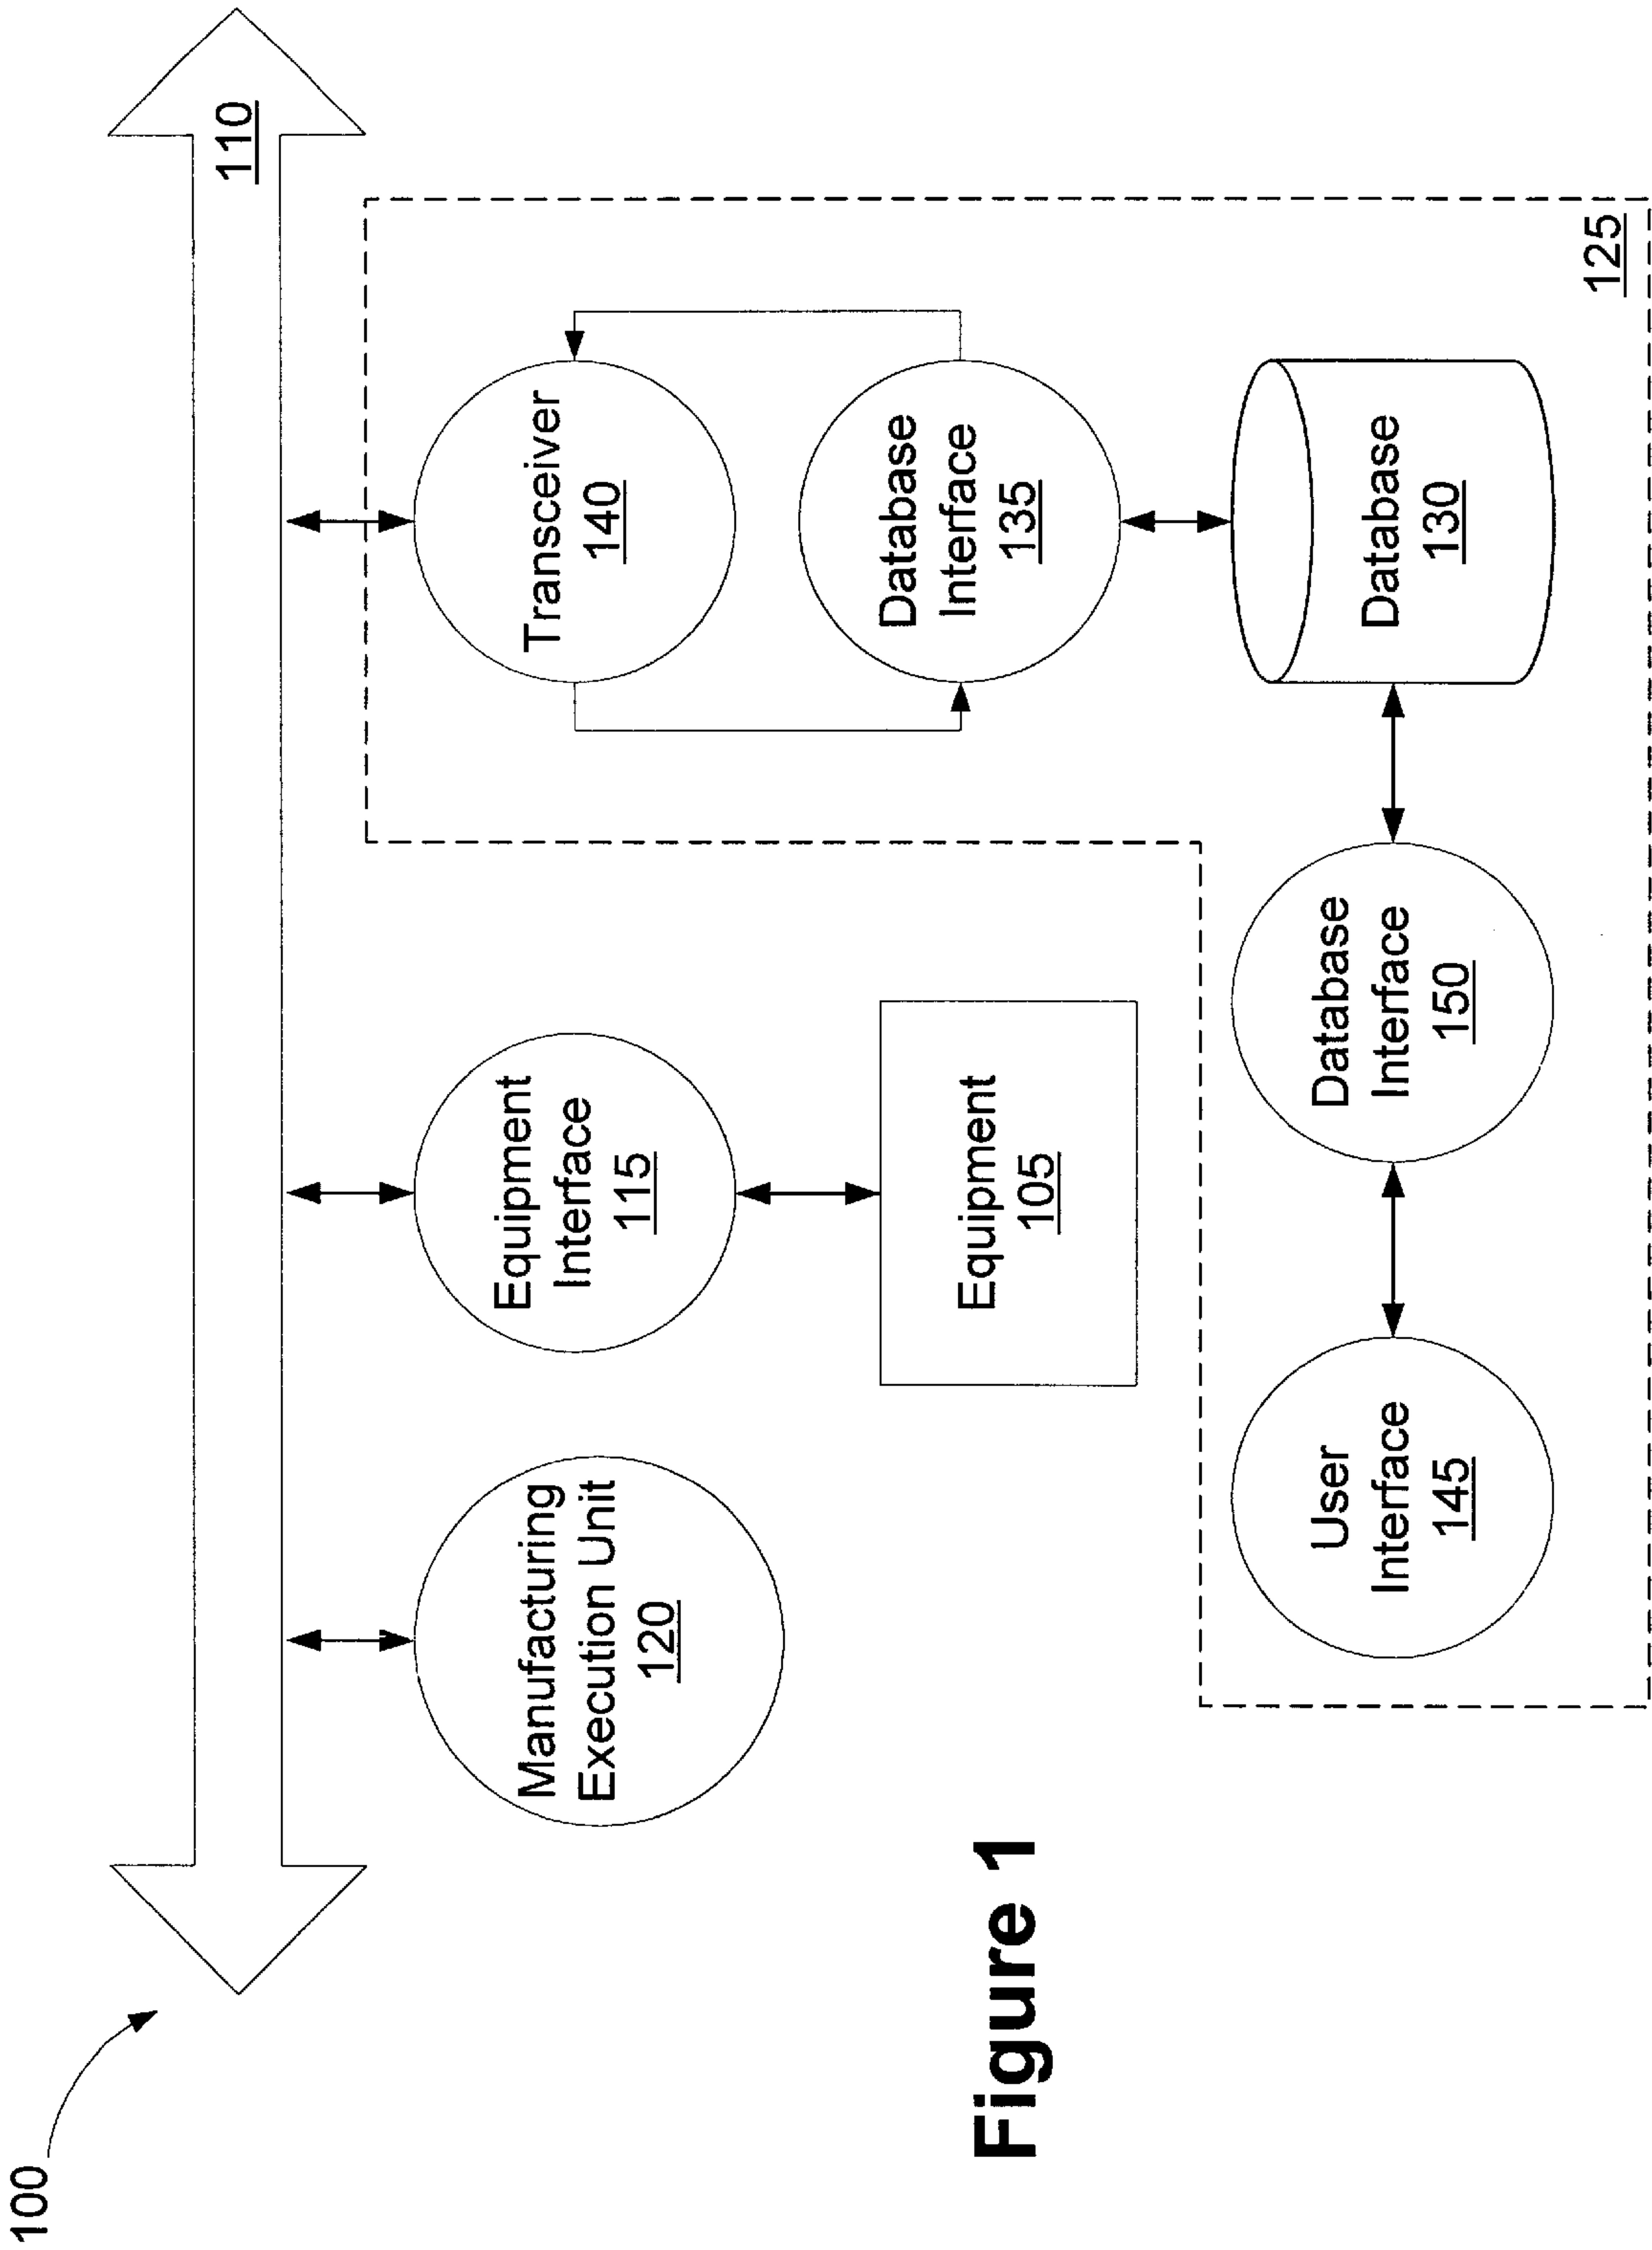 100
110
Manufacturing
Execution Unit
120
Equipment
Interface
115
Transceiver
140
Equipment
105
Database
Interface
135
User
Interface
145
Database
Interface
150
Database
130
125
Figure 1